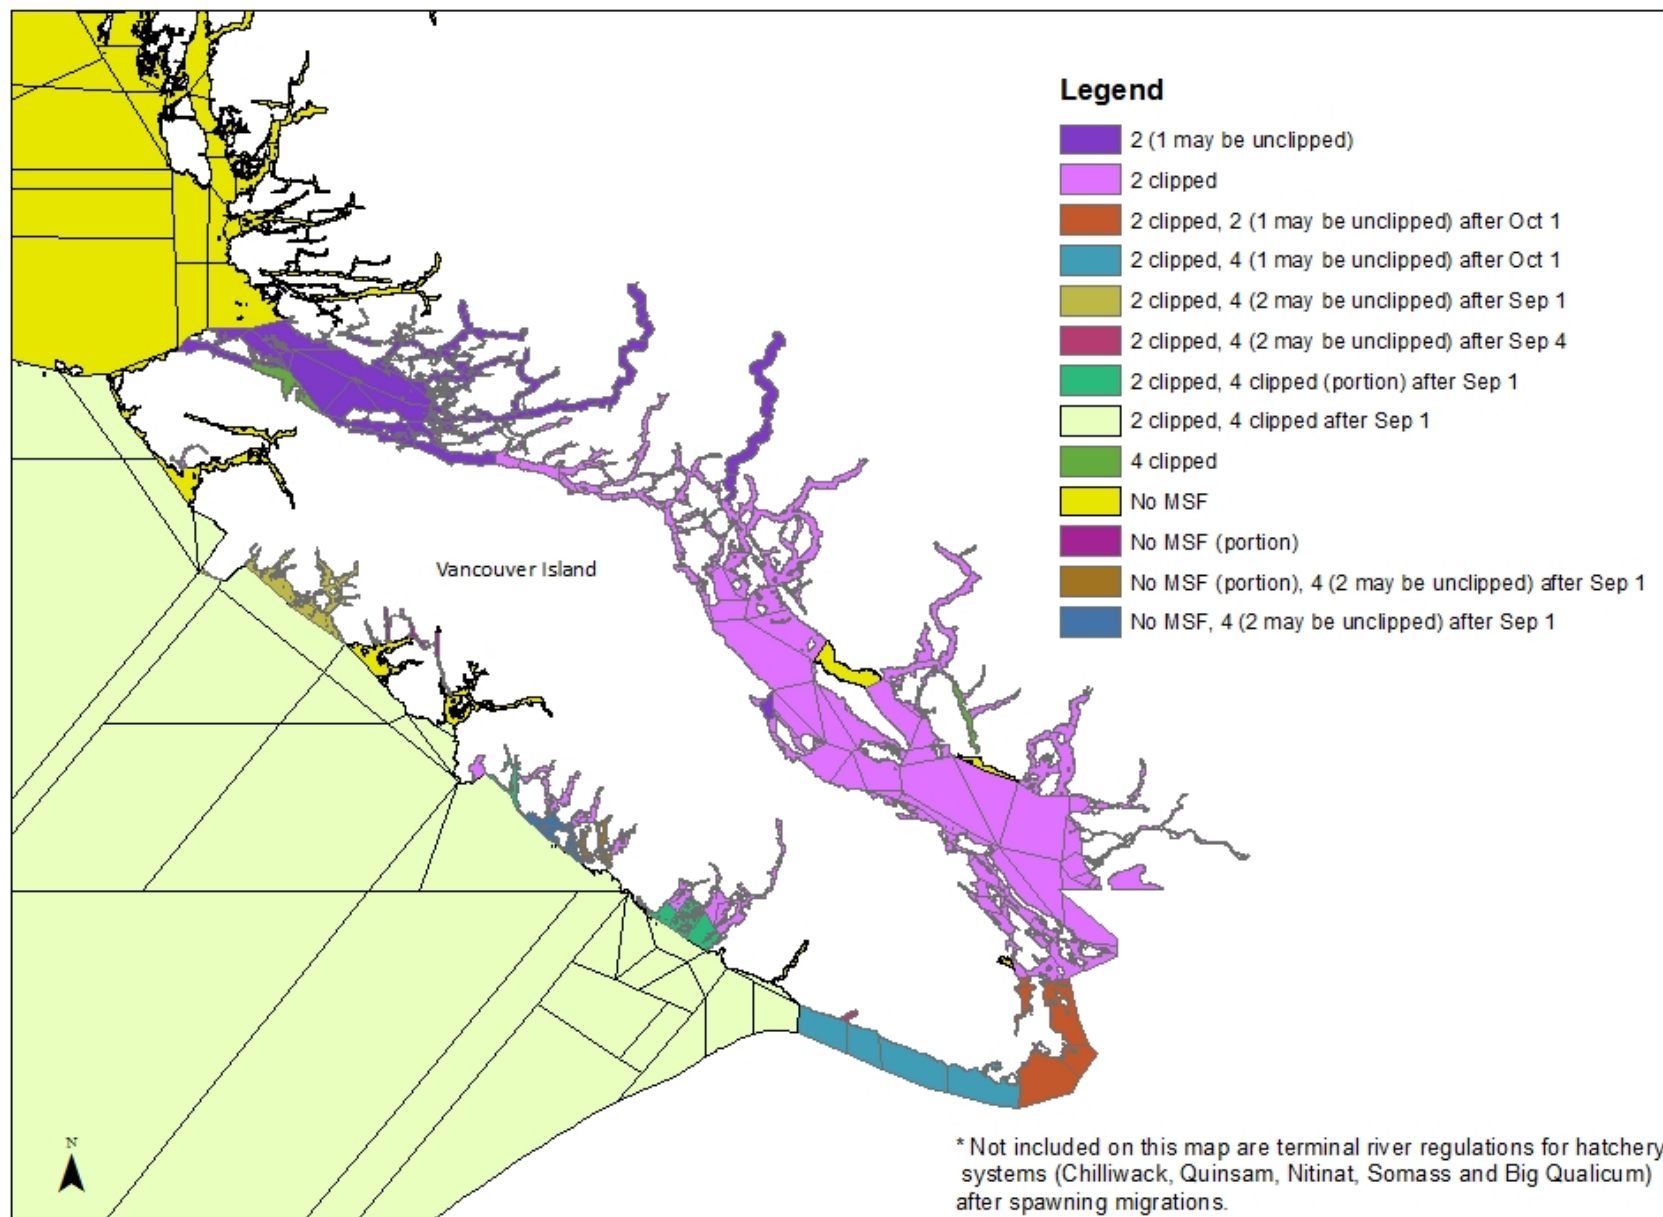 Legend
2 (1 may be unclipped)
2 clipped
2 clipped, 2 (1 may be unclipped) after Oct 1
2 clipped, 4 (1 may be unclipped) after Oct 1
2 clipped, 4 (2 may be unclipped) after Sep 1
2 clipped, 4 (2 may be unclipped) after Sep 4
2 clipped, 4 clipped (portion) after Sep 1
2 clipped, 4 clipped after Sep 1
4 clipped
No MSF
No MSF (portion)
No MSF (portion), 4 (2 may be unclipped) after Sep 1
No MSF, 4 (2 may be unclipped) after Sep 1
Vancouver Island
N
* Not included on this map are terminal river regulations for hatchery
systems (Chilliwack, Quinsam, Nitinat, Somass and Big Qualicum)
after spawning migrations.